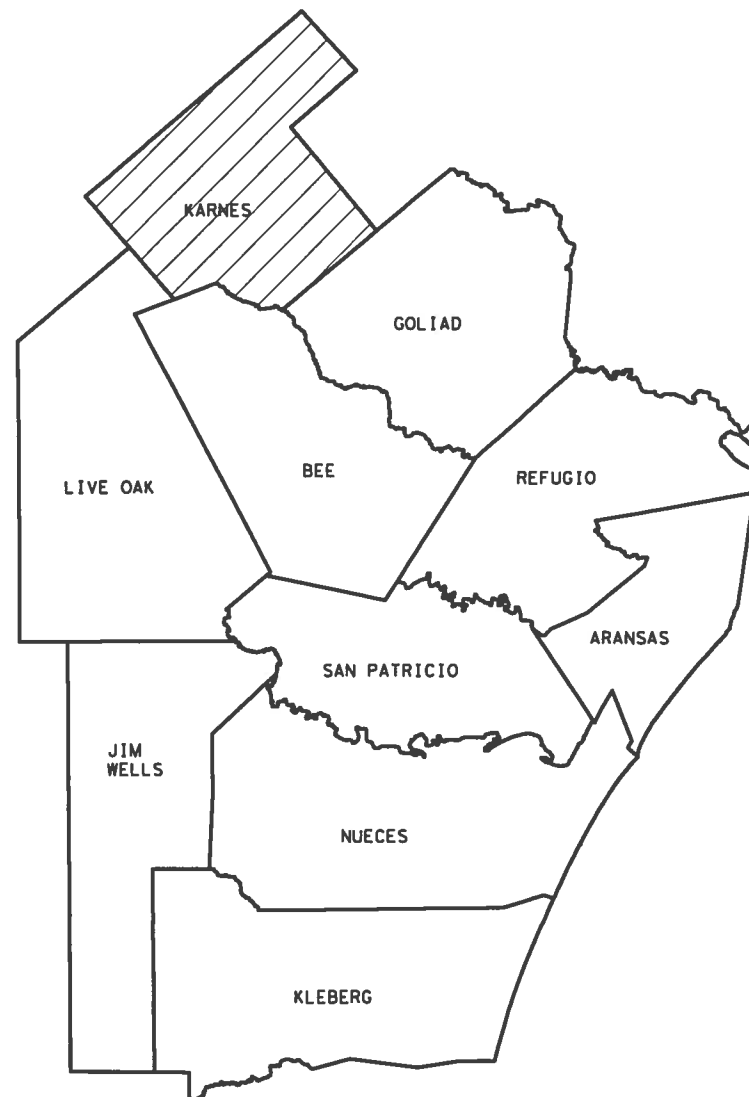 KARNES
GOLIAD
BEE
REFUGIO
LIVE OAK
ARANSAS
SAN PATRICIO
JIM
WELLS
NUECES
KLEBERG